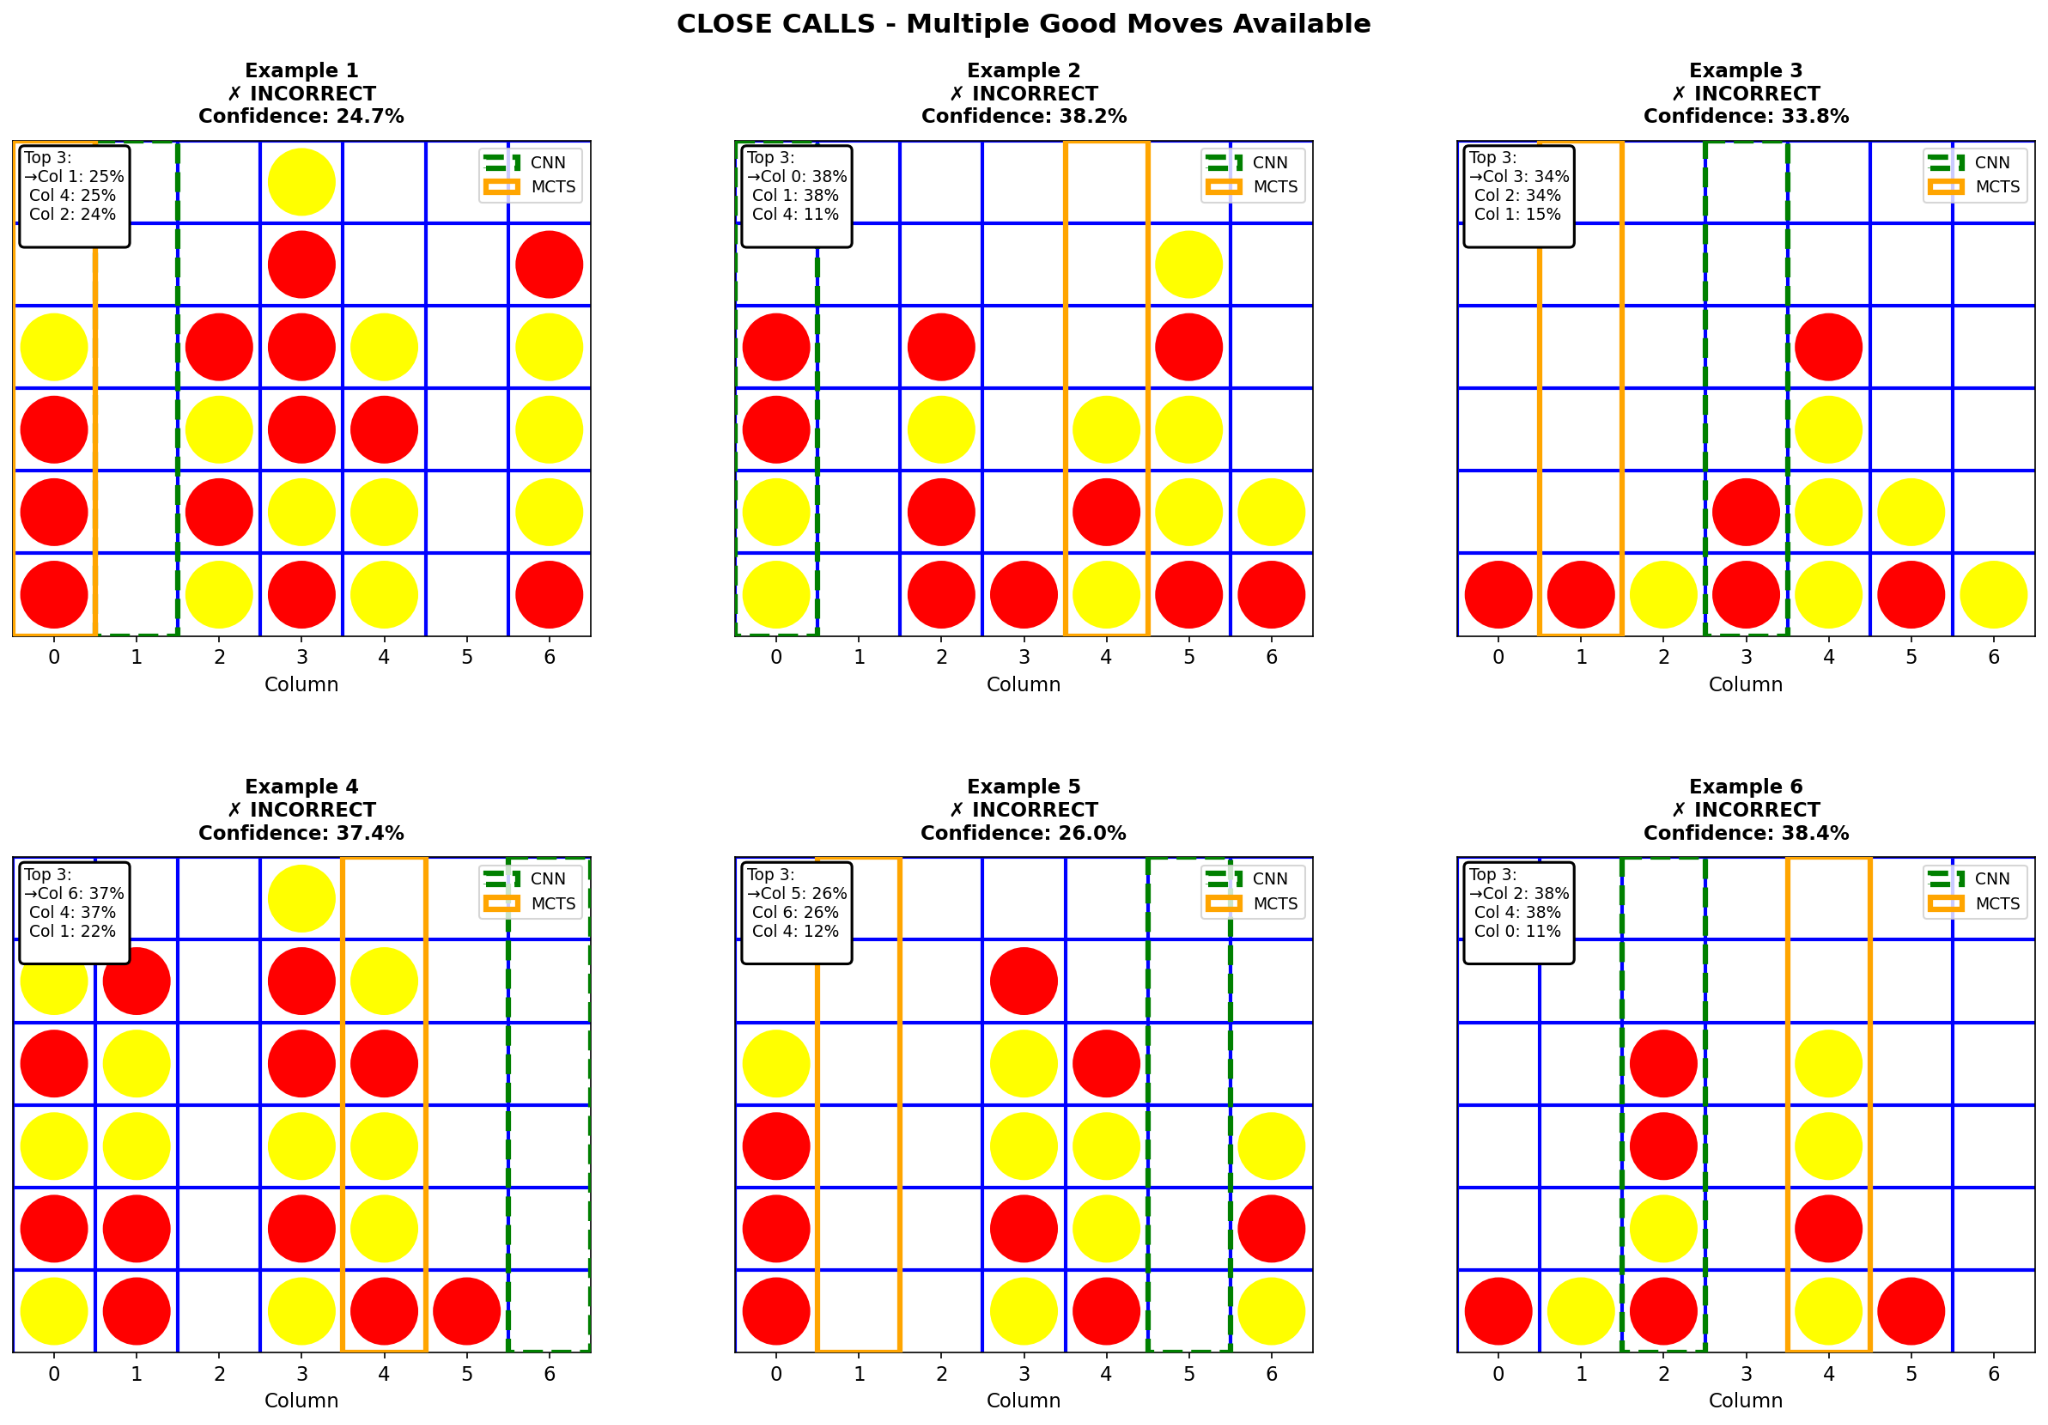 CLOSE CALLS - Multiple Good Moves Available
Example 1
✗ INCORRECT
Confidence: 24.7%
Top 3:
→Col 1: 25%
Col 4: 25%
Col 2: 24%
CNN
MCTS
0 1 2 3 4 5 6
Column
Example 2
✗ INCORRECT
Confidence: 38.2%
Top 3:
→Col 0: 38%
Col 1: 38%
Col 4: 11%
CNN
MCTS
0 1 2 3 4 5 6
Column
Example 3
✗ INCORRECT
Confidence: 33.8%
Top 3:
→Col 3: 34%
Col 2: 34%
Col 1: 15%
CNN
MCTS
0 1 2 3 4 5 6
Column
Example 4
✗ INCORRECT
Confidence: 37.4%
Top 3:
→Col 6: 37%
Col 4: 37%
Col 1: 22%
CNN
MCTS
0 1 2 3 4 5 6
Column
Example 5
✗ INCORRECT
Confidence: 26.0%
Top 3:
→Col 5: 26%
Col 6: 26%
Col 4: 12%
CNN
MCTS
0 1 2 3 4 5 6
Column
Example 6
✗ INCORRECT
Confidence: 38.4%
Top 3:
→Col 2: 38%
Col 4: 38%
Col 0: 11%
CNN
MCTS
0 1 2 3 4 5 6
Column